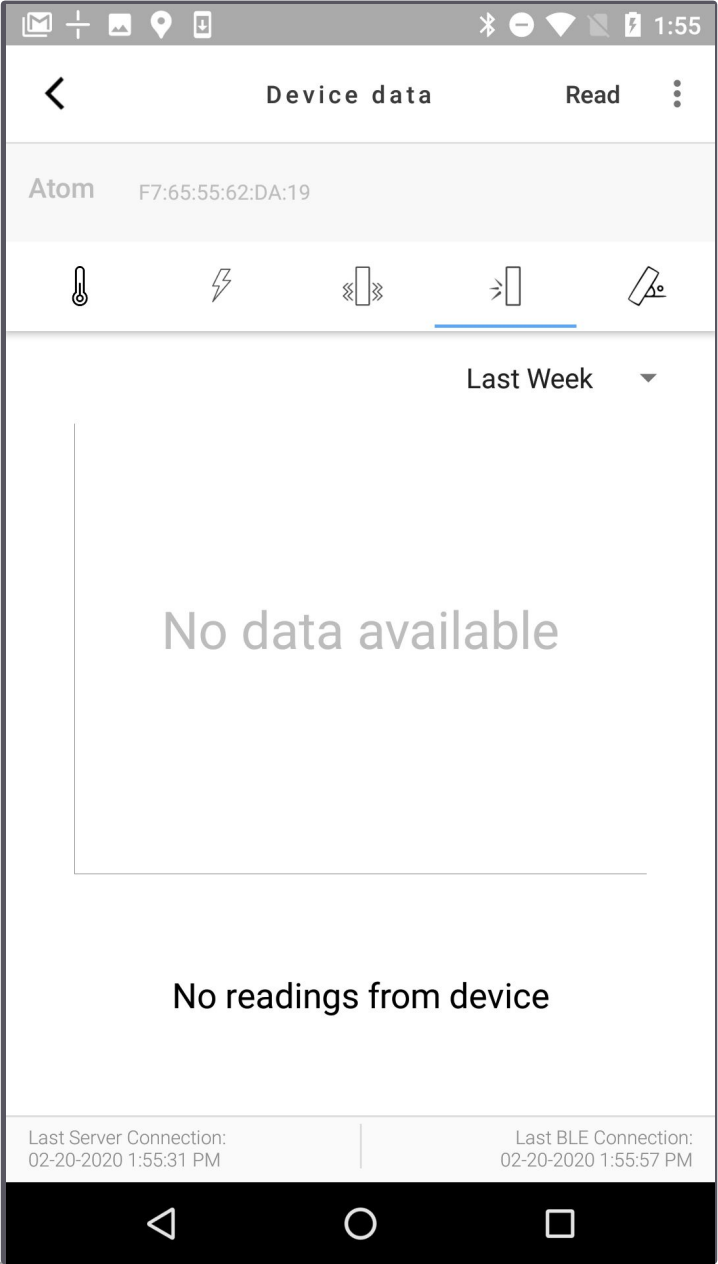 1:55
Device data Read
Atom F7:65:55:62:DA:19
Last Week
No data available
No readings from device
Last Server Connection: Last BLE Connection:
02-20-2020 1:55:31 PM 02-20-2020 1:55:57 PM